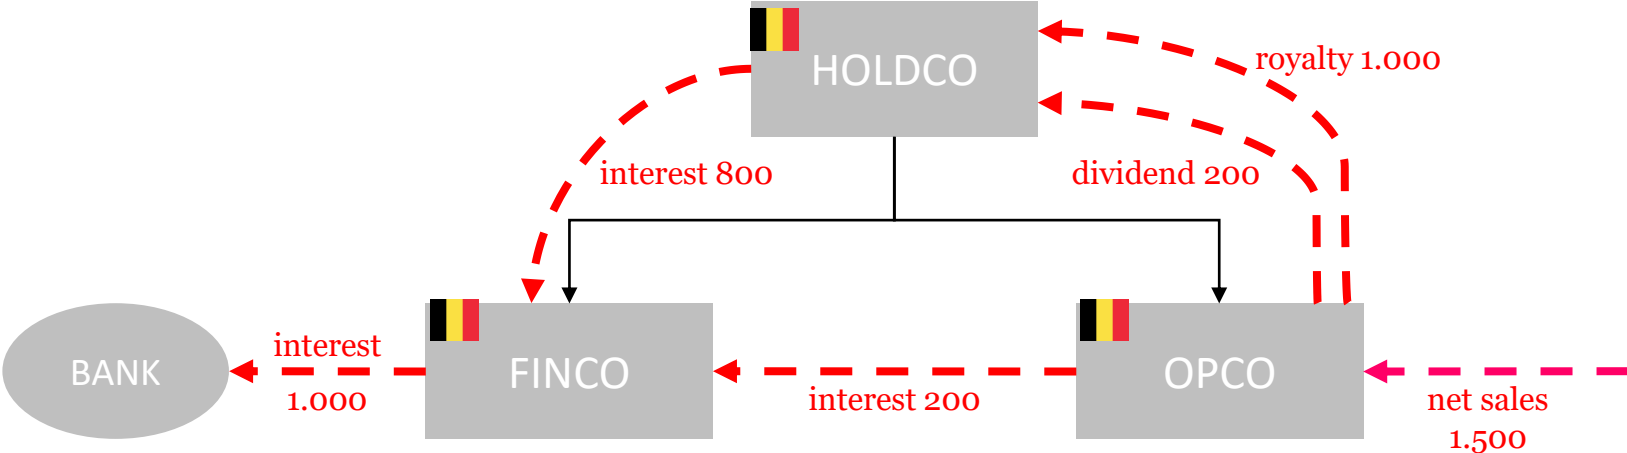 HOLDCO
royalty 1.000
interest 800
dividend 200
BANK
interest
1.000
FINCO
interest 200
OPCO
net sales
1.500